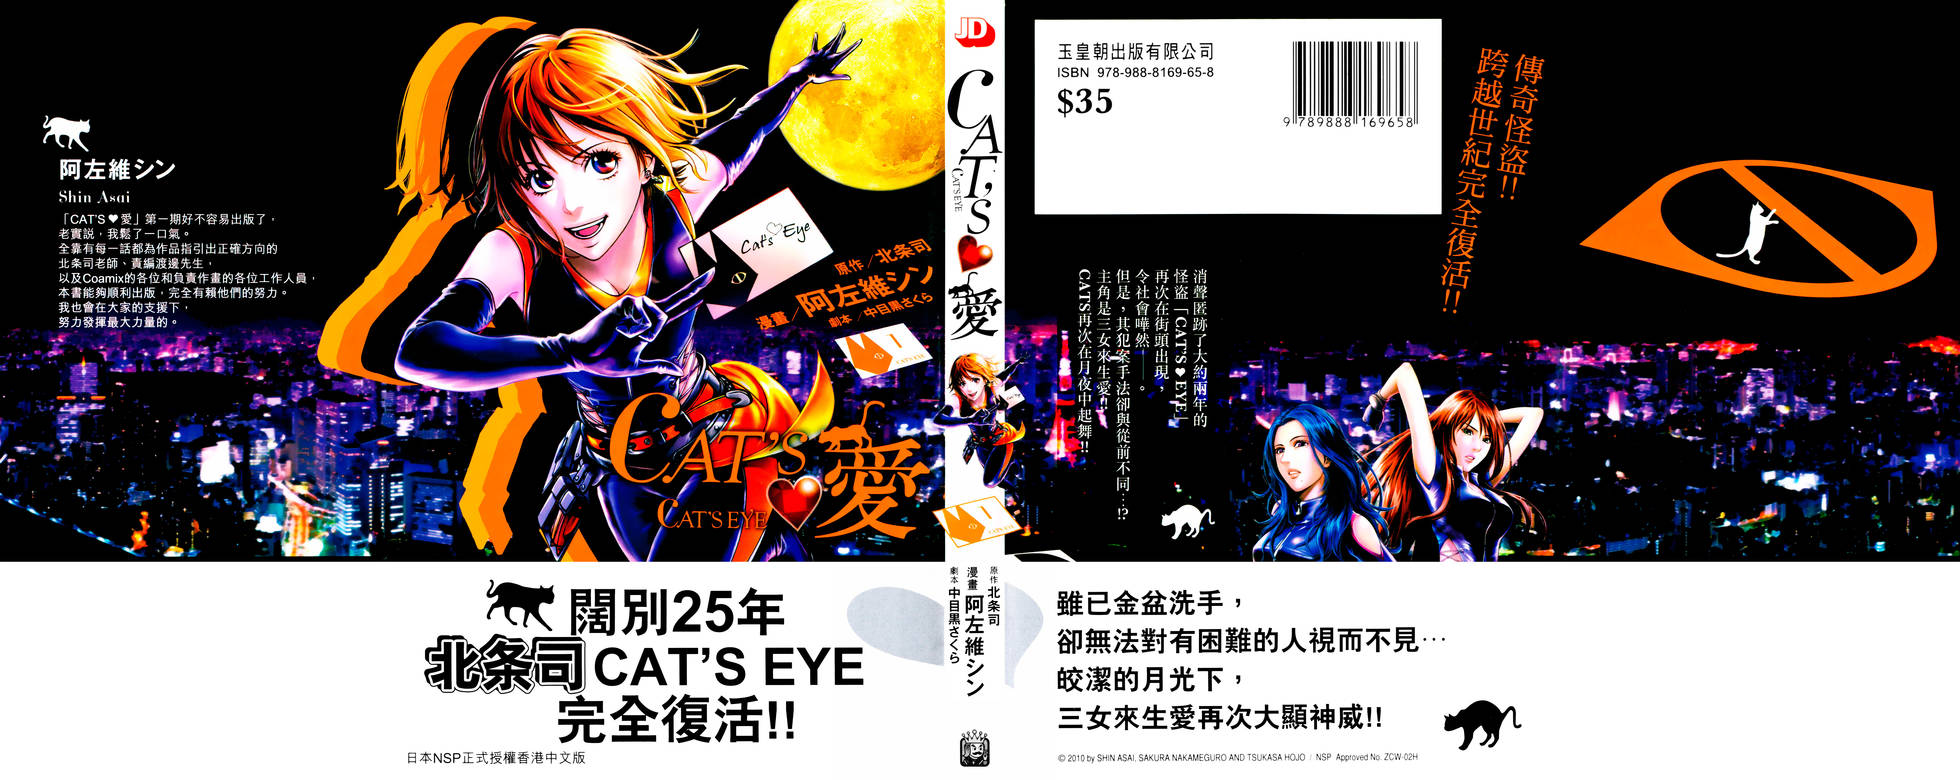 阿左維シン
Shin Asai
「CAT'S♥愛」第一期好不容易出版了，
老實説，我鬆了一口氣。
全靠有每一話都為作品指引出正確方向的
北条司老師、責編渡邊先生，
以及Coamix的各位和負責作畫的各位工作人員，
本書能夠順利出版，完全有賴他們的努力。
我也會在大家的支援下，
努力發揮最大力量的。
Cat's♡Eye
原作／北条司
漫畫／阿左維シン
劇本／中目黒さくら
1
CAT'S EYE
CAT'S♥愛
CAT'S EYE
闊別25年
北条司CAT'S EYE
完全復活!!
日本NSP正式授權香港中文版
JD
CAT'S♥愛
CAT'S EYE
1
CAT'S EYE
原作 北条司
漫畫 阿左維シン
劇本 中目黒さくら
玉皇朝出版有限公司
ISBN 978-988-8169-65-8
$35
9 789888 169658
傳奇怪盜!!
跨越世紀完全復活!!
消聲匿跡了大約兩年的
怪盜「CAT'S♥EYE」
再次在街頭出現，
令社會嘩然——。
但是，其犯案手法卻與從前不同…!?
主角是三女來生愛!!
CATS再次在月夜中起舞!!
雖已金盆洗手，
卻無法對有困難的人視而不見…
皎潔的月光下，
三女來生愛再次大顯神威!!
© 2010 by SHIN ASAI, SAKURA NAKAMEGURO AND TSUKASA HOJO / NSP Approved No. ZCW-02H